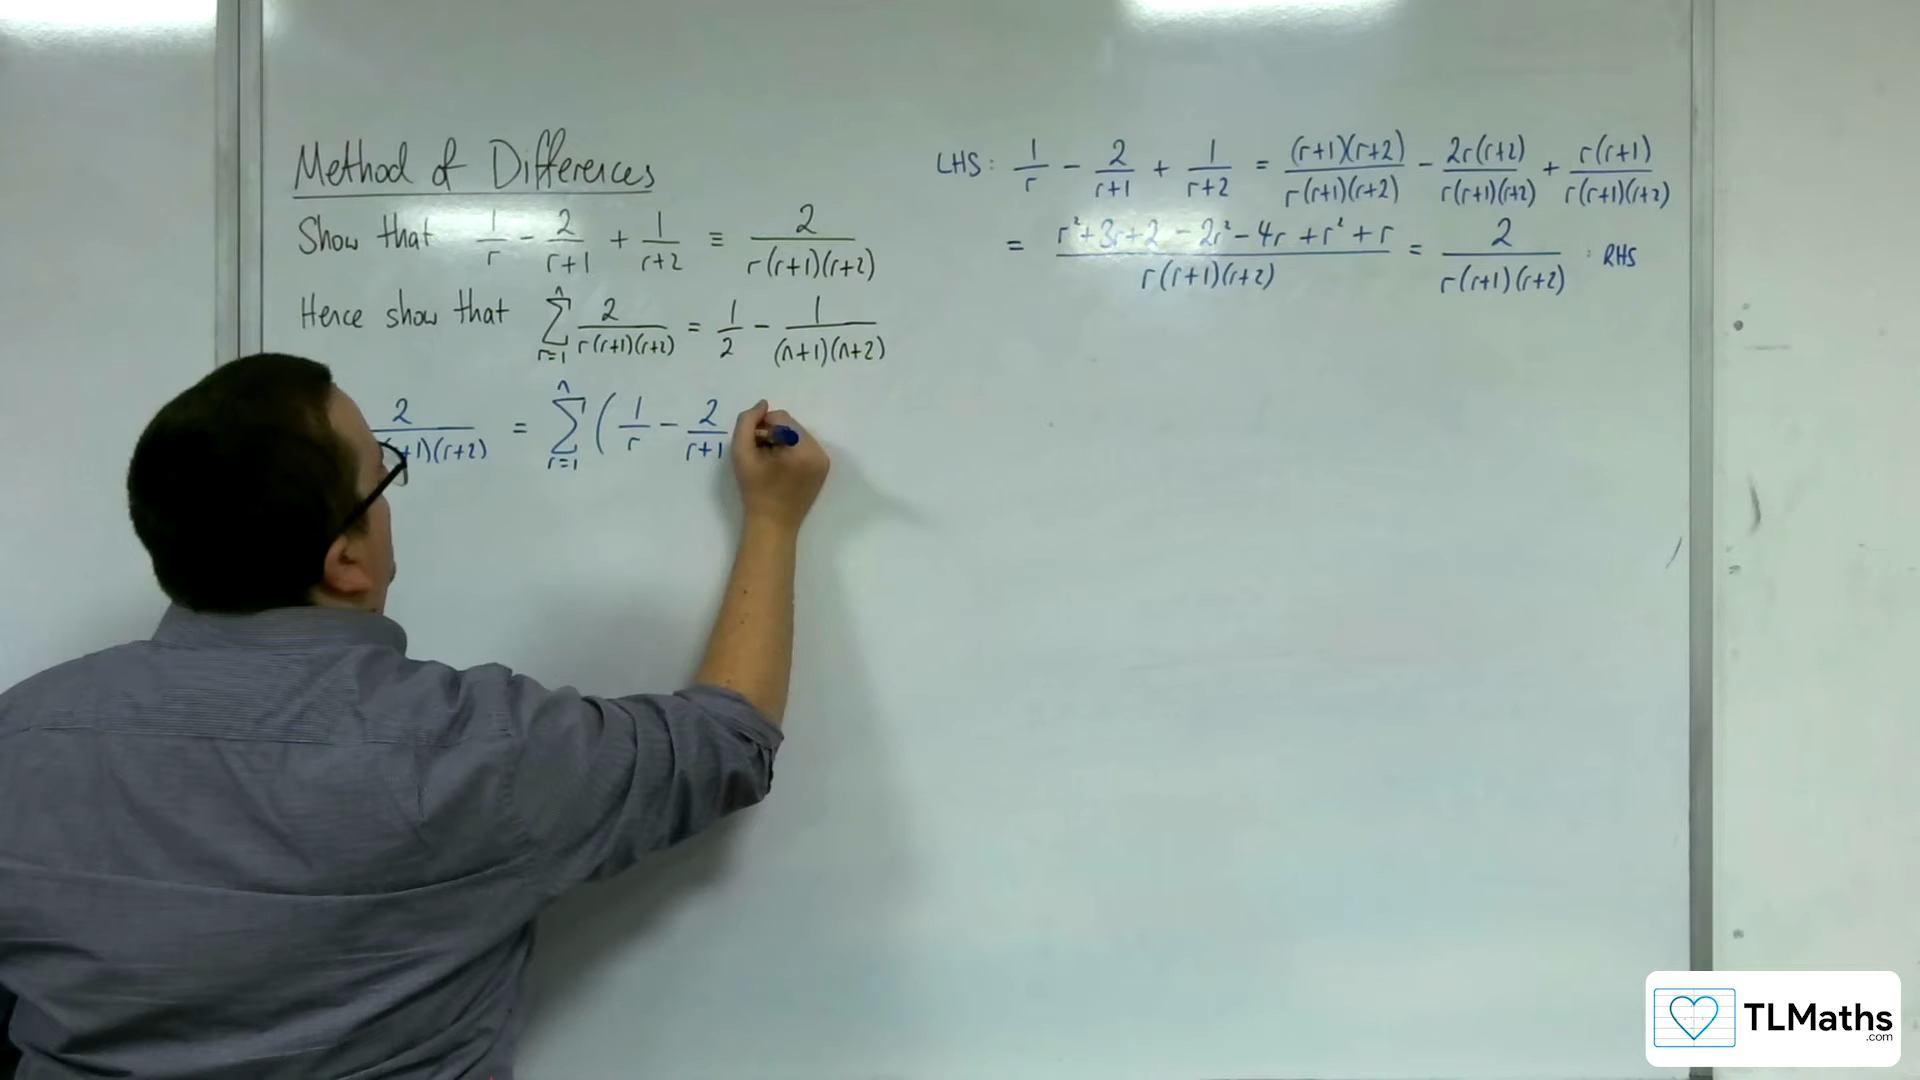 Method of Differences
Show that 1/r - 2/(r+1) + 1/(r+2) ≡ 2/(r(r+1)(r+2))
Hence show that Σ_{r=1}^{n} 2/(r(r+1)(r+2)) = 1/2 - 1/((n+1)(n+2))
2/(+1)(r+2) = Σ_{r=1}^{n} (1/r - 2/(r+1
LHS: 1/r - 2/(r+1) + 1/(r+2) = (r+1)(r+2)/(r(r+1)(r+2)) - 2r(r+2)/(r(r+1)(r+2)) + r(r+1)/(r(r+1)(r+2))
= (r²+3r+2 - 2r² - 4r + r² + r)/(r(r+1)(r+2)) = 2/(r(r+1)(r+2)) : RHS
TLMaths
.com